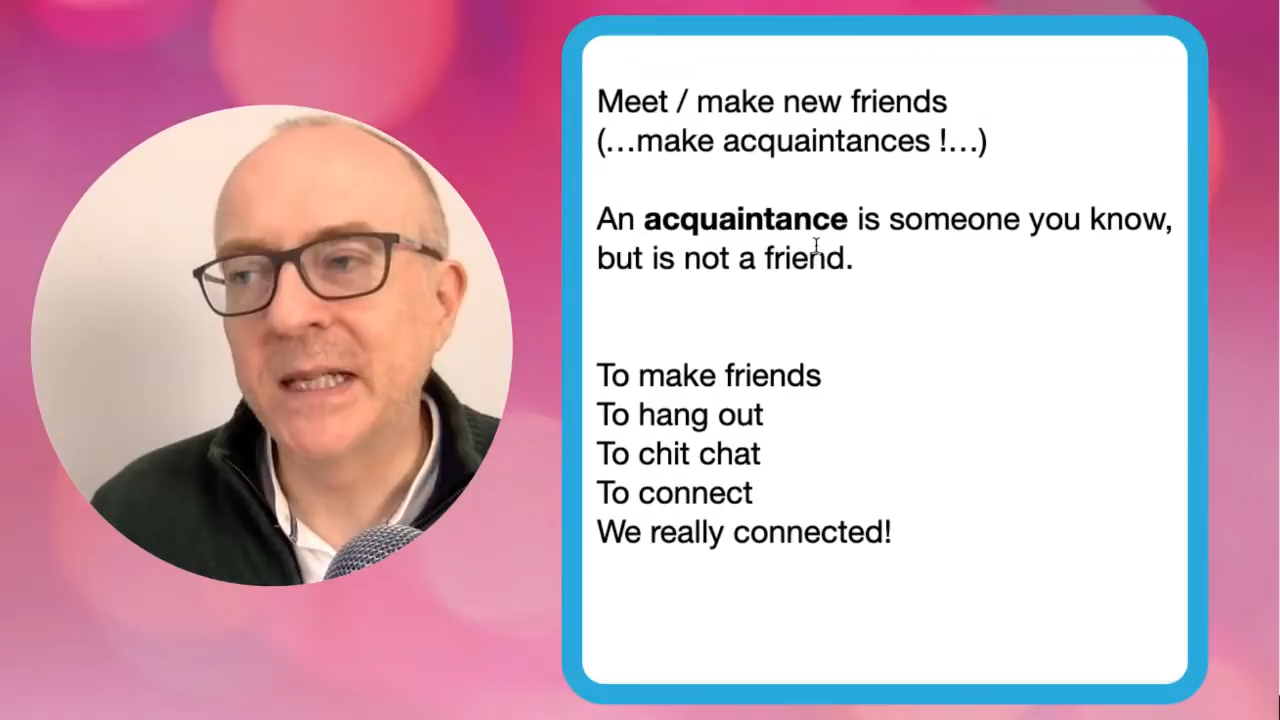 Meet / make new friends
(…make acquaintances !…)
An acquaintance is someone you know,
but is not a friend.
To make friends
To hang out
To chit chat
To connect
We really connected!